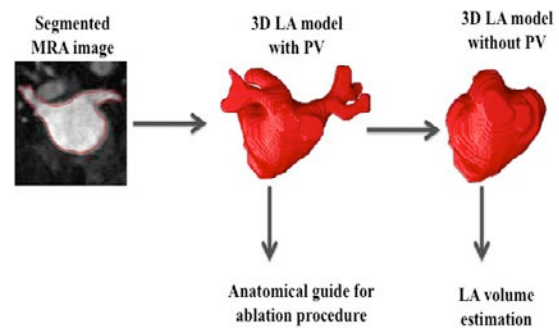 Segmented
MRA image
3D LA model
with PV
3D LA model
without PV
Anatomical guide for
ablation procedure
LA volume
estimation